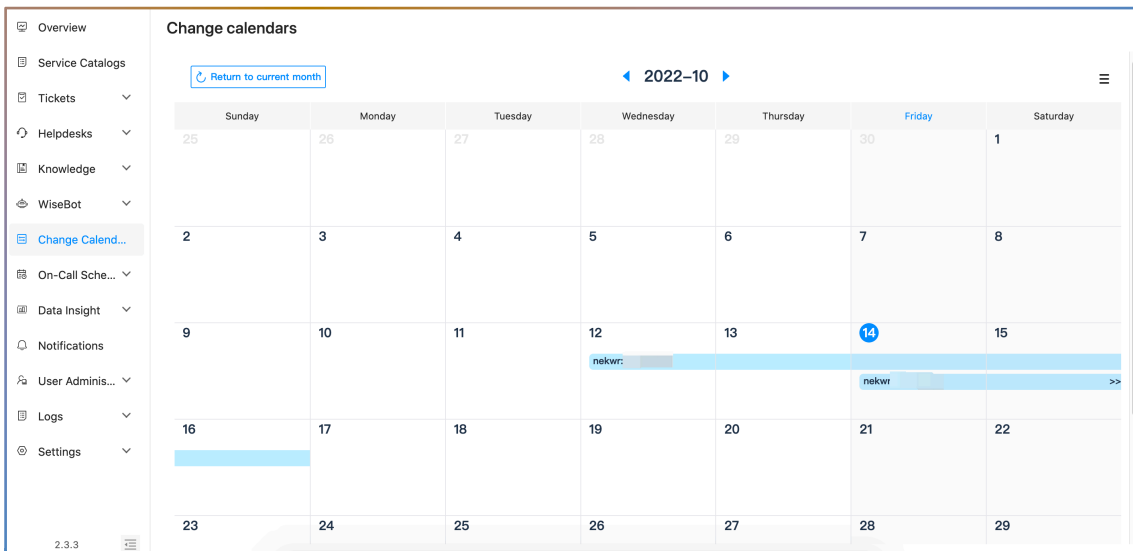 Overview
Service Catalogs
Tickets
Helpdesks
Knowledge
WiseBot
Change Calend...
On-Call Sche...
Data Insight
Notifications
User Adminis...
Logs
Settings
2.3.3
Change calendars
Return to current month
2022-10
Sunday Monday Tuesday Wednesday Thursday Friday Saturday
25 26 27 28 29 30 1
2 3 4 5 6 7 8
9 10 11 12 13 14 15
nekwr:
nekwr >>
16 17 18 19 20 21 22
23 24 25 26 27 28 29